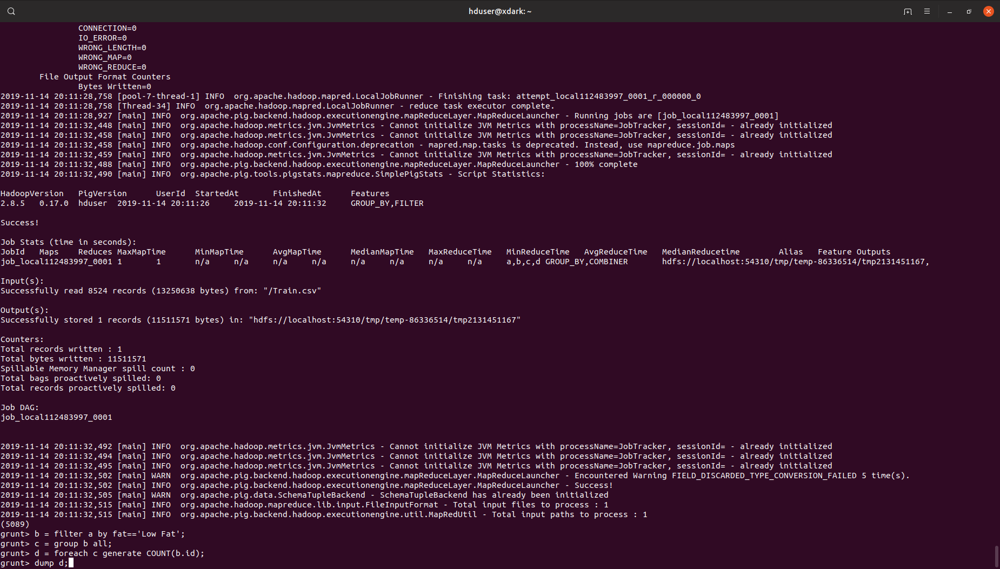 hduser@xdark: ~
CONNECTION=0
IO_ERROR=0
WRONG_LENGTH=0
WRONG_MAP=0
WRONG_REDUCE=0
File Output Format Counters
Bytes Written=0
2019-11-14 20:11:28,758 [pool-7-thread-1] INFO  org.apache.hadoop.mapred.LocalJobRunner - Finishing task: attempt_local112483997_0001_r_000000_0
2019-11-14 20:11:28,758 [Thread-34] INFO  org.apache.hadoop.mapred.LocalJobRunner - reduce task executor complete.
2019-11-14 20:11:28,927 [main] INFO  org.apache.pig.backend.hadoop.executionengine.mapReduceLayer.MapReduceLauncher - Running jobs are [job_local112483997_0001]
2019-11-14 20:11:32,448 [main] INFO  org.apache.hadoop.metrics.jvm.JvmMetrics - Cannot initialize JVM Metrics with processName=JobTracker, sessionId= - already initialized
2019-11-14 20:11:32,458 [main] INFO  org.apache.hadoop.metrics.jvm.JvmMetrics - Cannot initialize JVM Metrics with processName=JobTracker, sessionId= - already initialized
2019-11-14 20:11:32,458 [main] INFO  org.apache.hadoop.conf.Configuration.deprecation - mapred.map.tasks is deprecated. Instead, use mapreduce.job.maps
2019-11-14 20:11:32,459 [main] INFO  org.apache.hadoop.metrics.jvm.JvmMetrics - Cannot initialize JVM Metrics with processName=JobTracker, sessionId= - already initialized
2019-11-14 20:11:32,488 [main] INFO  org.apache.pig.backend.hadoop.executionengine.mapReduceLayer.MapReduceLauncher - 100% complete
2019-11-14 20:11:32,490 [main] INFO  org.apache.pig.tools.pigstats.mapreduce.SimplePigStats - Script Statistics:
HadoopVersion   PigVersion      UserId  StartedAt       FinishedAt      Features
2.8.5   0.17.0  hduser  2019-11-14 20:11:26     2019-11-14 20:11:32     GROUP_BY,FILTER
Success!
Job Stats (time in seconds):
JobId   Maps    Reduces MaxMapTime      MinMapTime      AvgMapTime      MedianMapTime   MaxReduceTime   MinReduceTime   AvgReduceTime   MedianReducetime        Alias   Feature Outputs
job_local112483997_0001 1       1       n/a     n/a     n/a     n/a     n/a     n/a     n/a     n/a     a,b,c,d GROUP_BY,COMBINER       hdfs://localhost:54310/tmp/temp-86336514/tmp2131451167,
Input(s):
Successfully read 8524 records (13250638 bytes) from: "/Train.csv"
Output(s):
Successfully stored 1 records (11511571 bytes) in: "hdfs://localhost:54310/tmp/temp-86336514/tmp2131451167"
Counters:
Total records written : 1
Total bytes written : 11511571
Spillable Memory Manager spill count : 0
Total bags proactively spilled: 0
Total records proactively spilled: 0
Job DAG:
job_local112483997_0001
2019-11-14 20:11:32,492 [main] INFO  org.apache.hadoop.metrics.jvm.JvmMetrics - Cannot initialize JVM Metrics with processName=JobTracker, sessionId= - already initialized
2019-11-14 20:11:32,494 [main] INFO  org.apache.hadoop.metrics.jvm.JvmMetrics - Cannot initialize JVM Metrics with processName=JobTracker, sessionId= - already initialized
2019-11-14 20:11:32,495 [main] INFO  org.apache.hadoop.metrics.jvm.JvmMetrics - Cannot initialize JVM Metrics with processName=JobTracker, sessionId= - already initialized
2019-11-14 20:11:32,502 [main] WARN  org.apache.pig.backend.hadoop.executionengine.mapReduceLayer.MapReduceLauncher - Encountered Warning FIELD_DISCARDED_TYPE_CONVERSION_FAILED 5 time(s).
2019-11-14 20:11:32,502 [main] INFO  org.apache.pig.backend.hadoop.executionengine.mapReduceLayer.MapReduceLauncher - Success!
2019-11-14 20:11:32,505 [main] WARN  org.apache.pig.data.SchemaTupleBackend - SchemaTupleBackend has already been initialized
2019-11-14 20:11:32,515 [main] INFO  org.apache.hadoop.mapreduce.lib.input.FileInputFormat - Total input files to process : 1
2019-11-14 20:11:32,515 [main] INFO  org.apache.pig.backend.hadoop.executionengine.util.MapRedUtil - Total input paths to process : 1
(5089)
grunt> b = filter a by fat=='Low Fat';
grunt> c = group b all;
grunt> d = foreach c generate COUNT(b.id);
grunt> dump d;